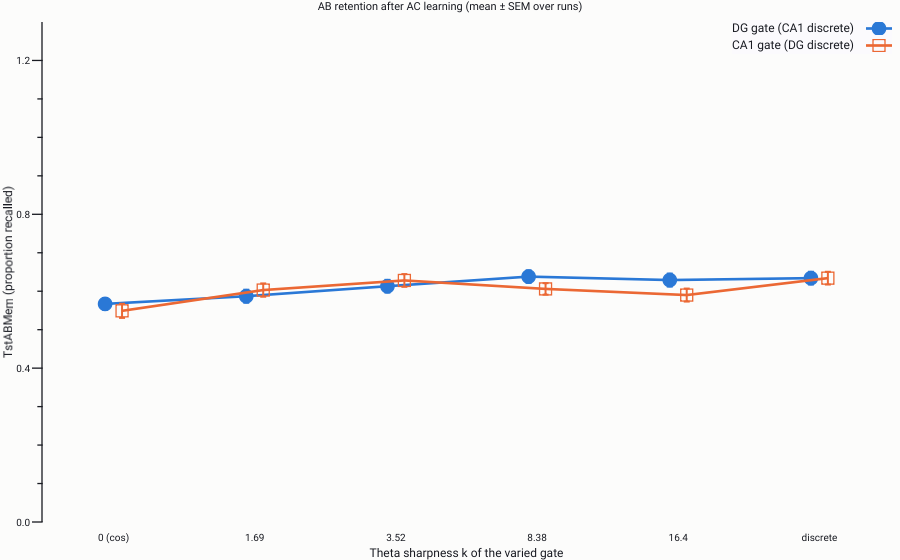 AB retention after AC learning (mean ± SEM over runs)
DG gate (CA1 discrete)
CA1 gate (DG discrete)
TstABMem (proportion recalled)
1.2
0.8
0.4
0.0
0 (cos) 1.69 3.52 8.38 16.4 discrete
Theta sharpness k of the varied gate